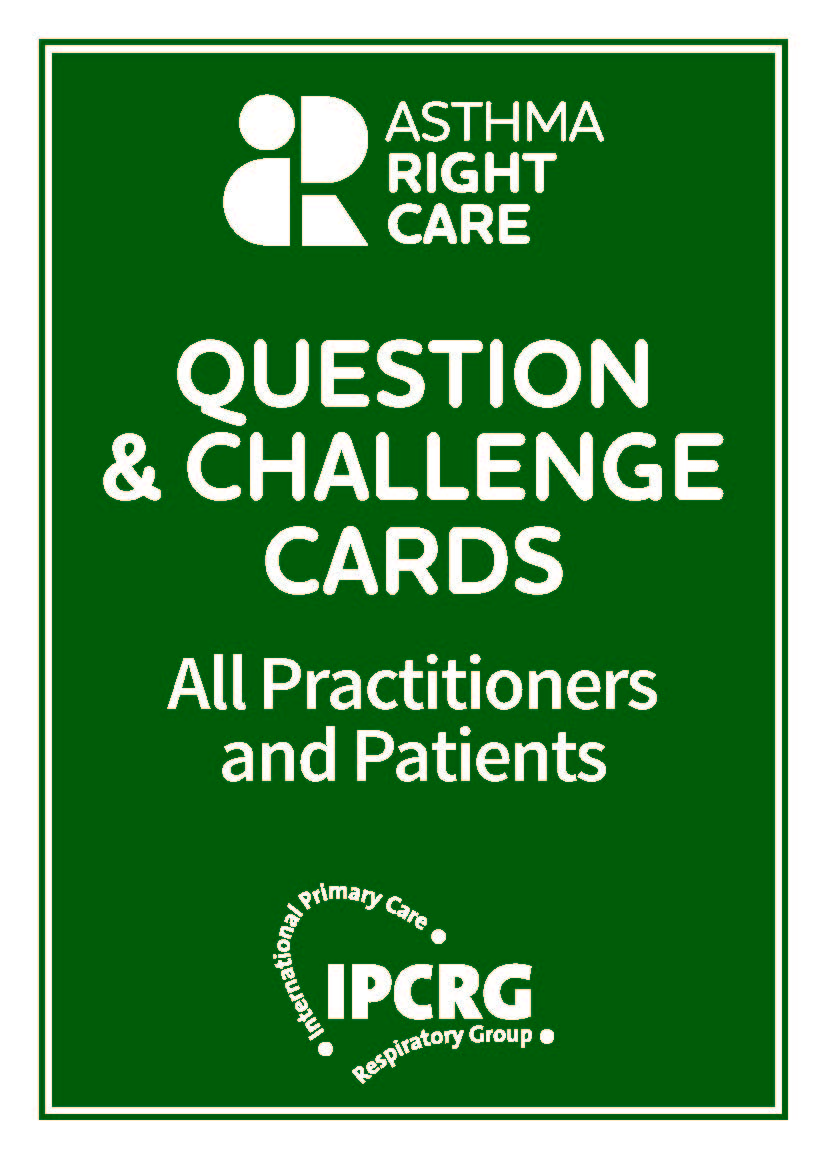 ASTHMA
RIGHT
CARE
QUESTION
& CHALLENGE
CARDS
All Practitioners
and Patients
International Primary Care
IPCRG
Respiratory Group